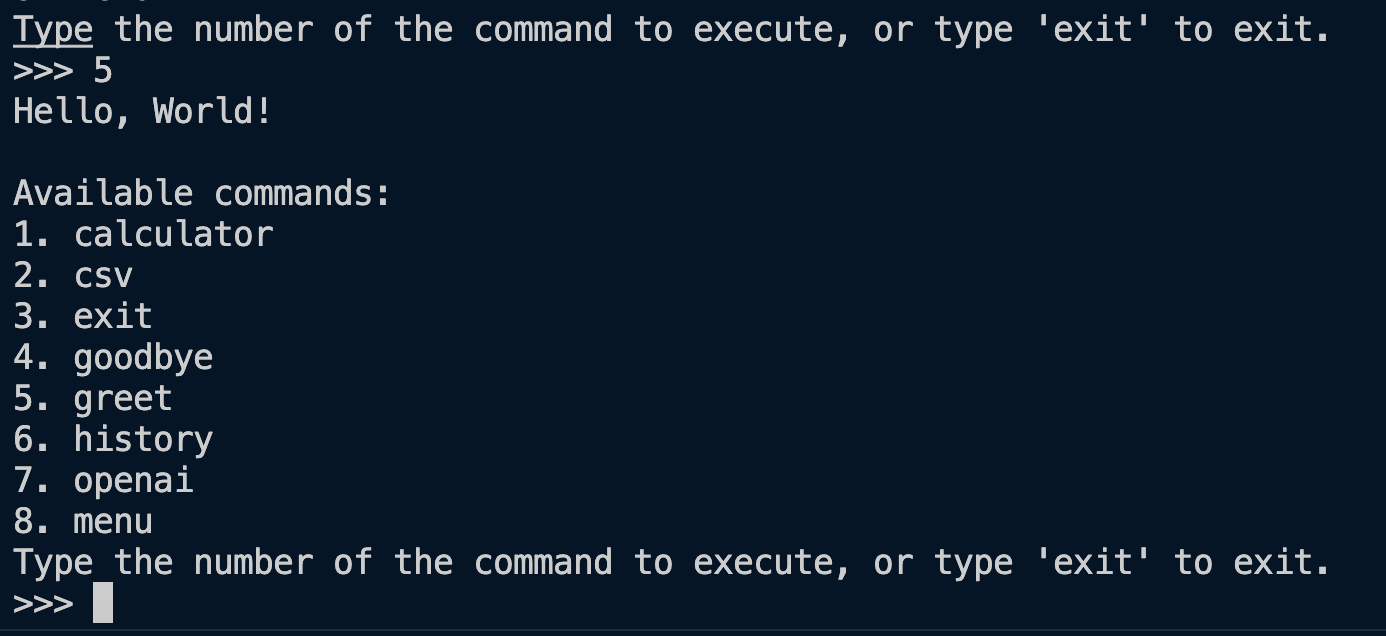 Type the number of the command to execute, or type 'exit' to exit.
>>> 5
Hello, World!
Available commands:
1. calculator
2. csv
3. exit
4. goodbye
5. greet
6. history
7. openai
8. menu
Type the number of the command to execute, or type 'exit' to exit.
>>>